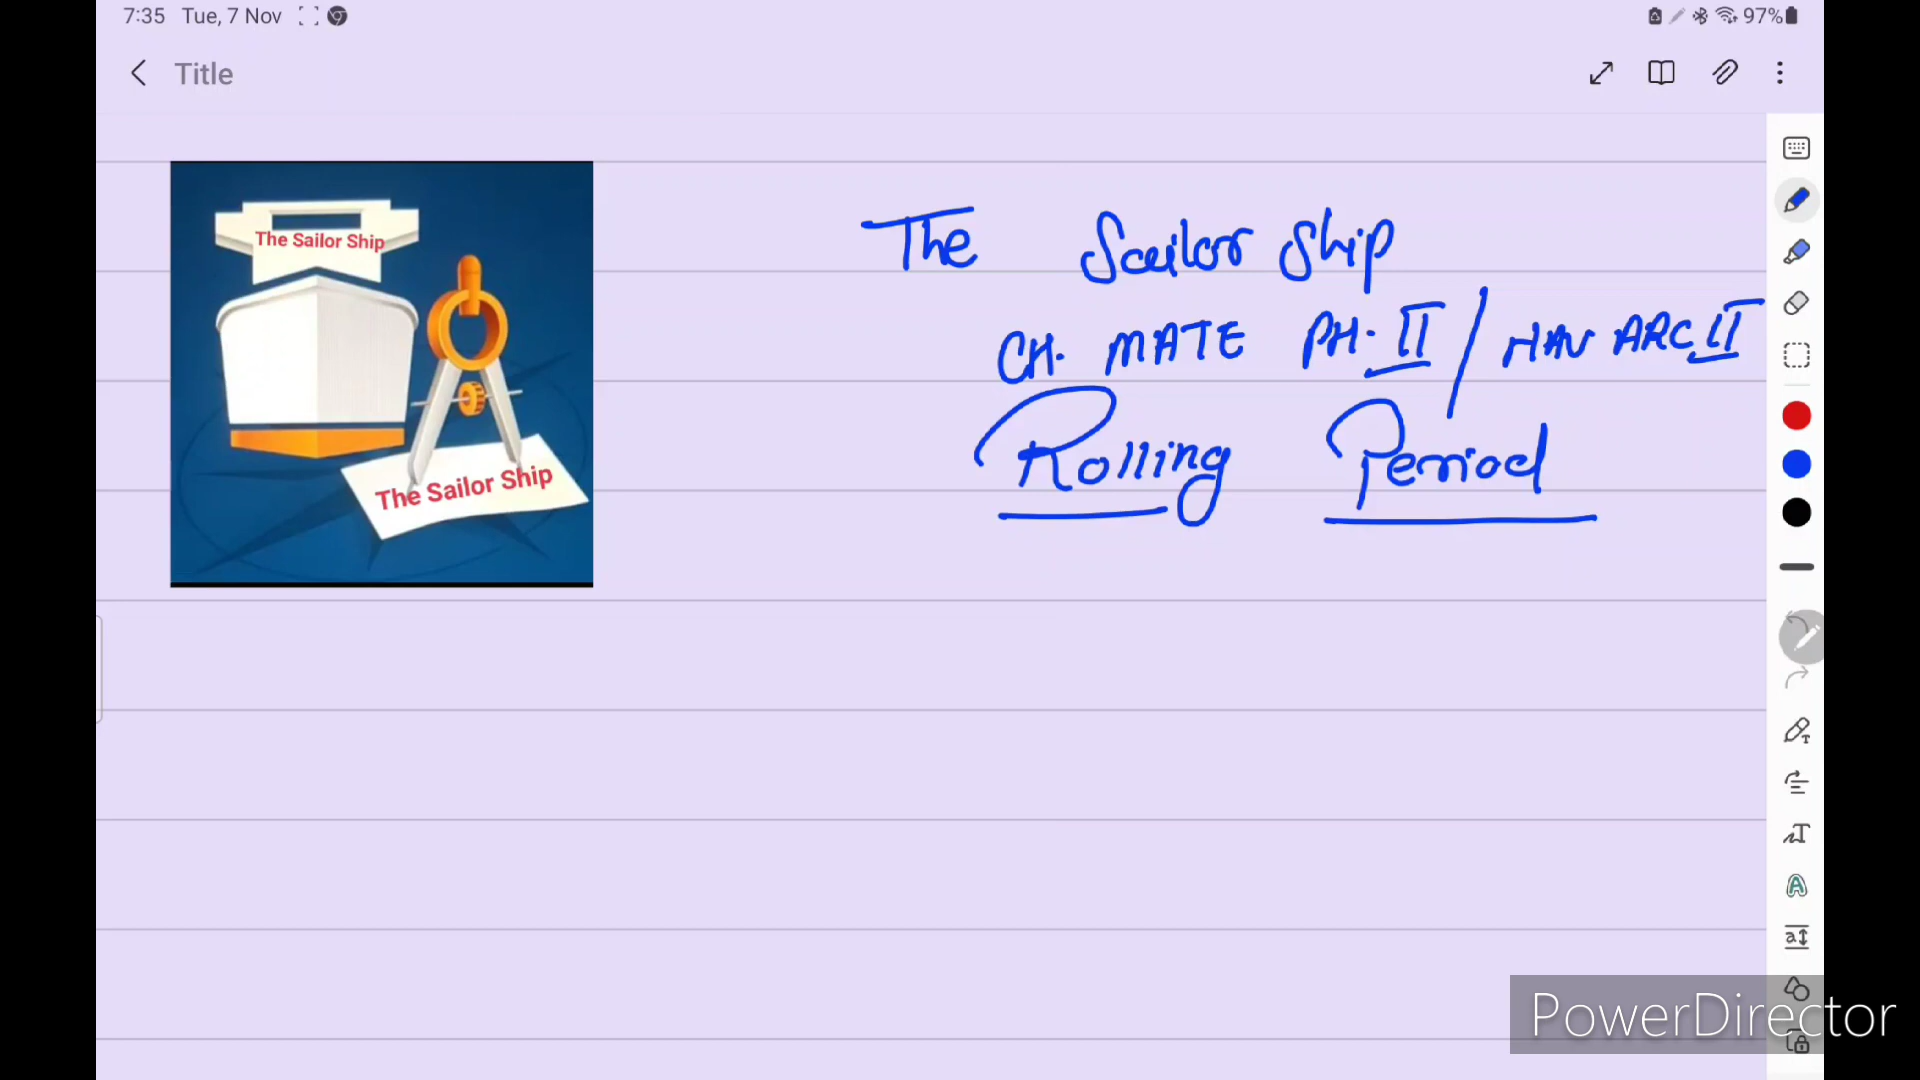 7:35 Tue, 7 Nov 97%
Title
The Sailor Ship
The Sailor Ship
The Sailor Ship
CH. MATE PH. II / NAV ARC II
Rolling Period
PowerDirector